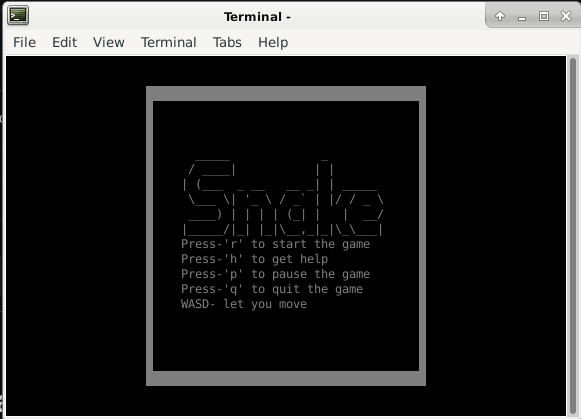 Terminal -
File Edit View Terminal Tabs Help
Snake
Press-'r' to start the game
Press-'h' to get help
Press-'p' to pause the game
Press-'q' to quit the game
WASD- let you move